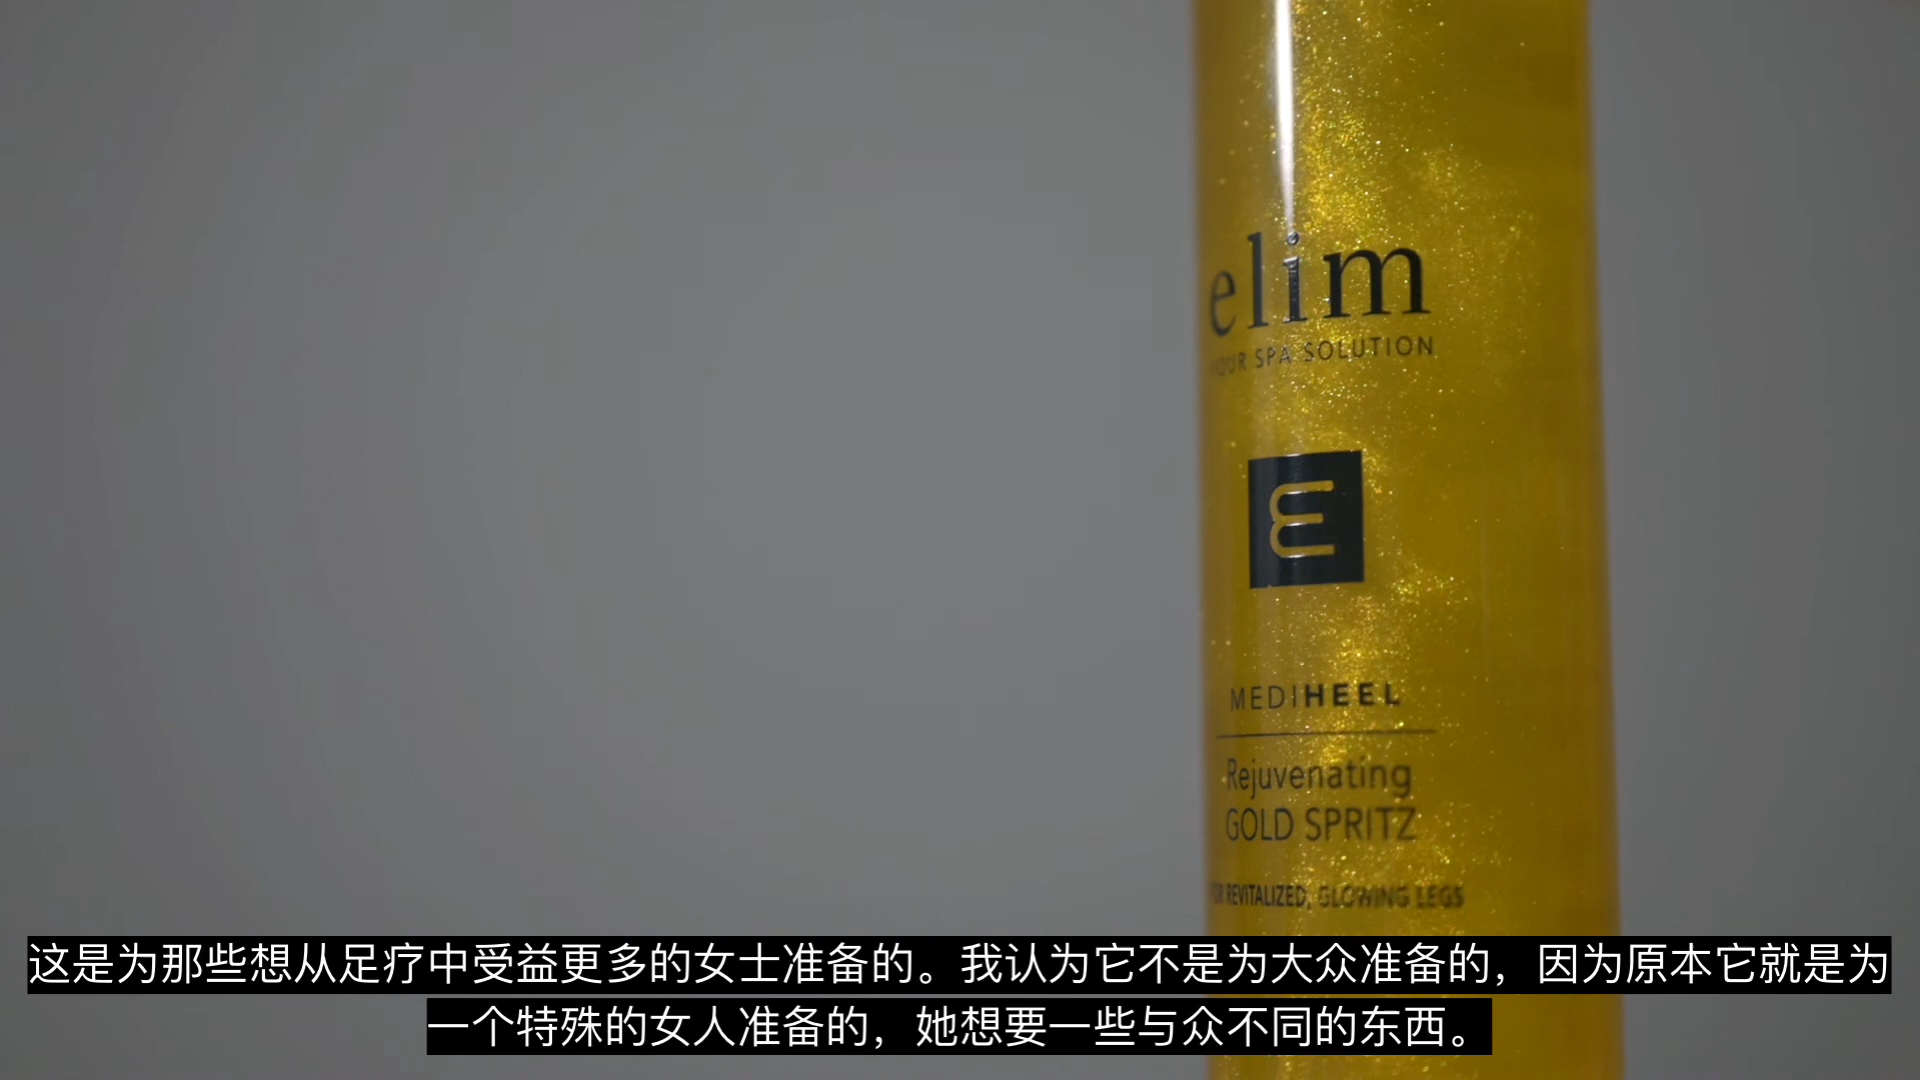 elim
YOUR SPA SOLUTION
MEDIHEEL
Rejuvenating
GOLD SPRITZ
FOR REVITALIZED, GLOWING LEGS
这是为那些想从足疗中受益更多的女士准备的。我认为它不是为大众准备的，因为原本它就是为
一个特殊的女人准备的，她想要一些与众不同的东西。